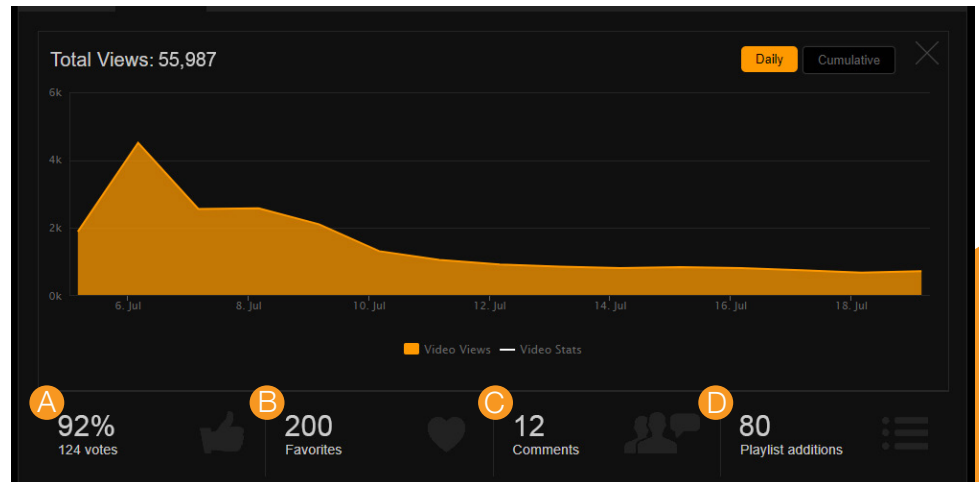 Total Views: 55,987
Daily
Cumulative
6k
4k
2k
0k
6. Jul
8. Jul
10. Jul
12. Jul
14. Jul
16. Jul
18. Jul
Video Views
Video Stats
A
92%
124 votes
B
200
Favorites
C
12
Comments
D
80
Playlist additions